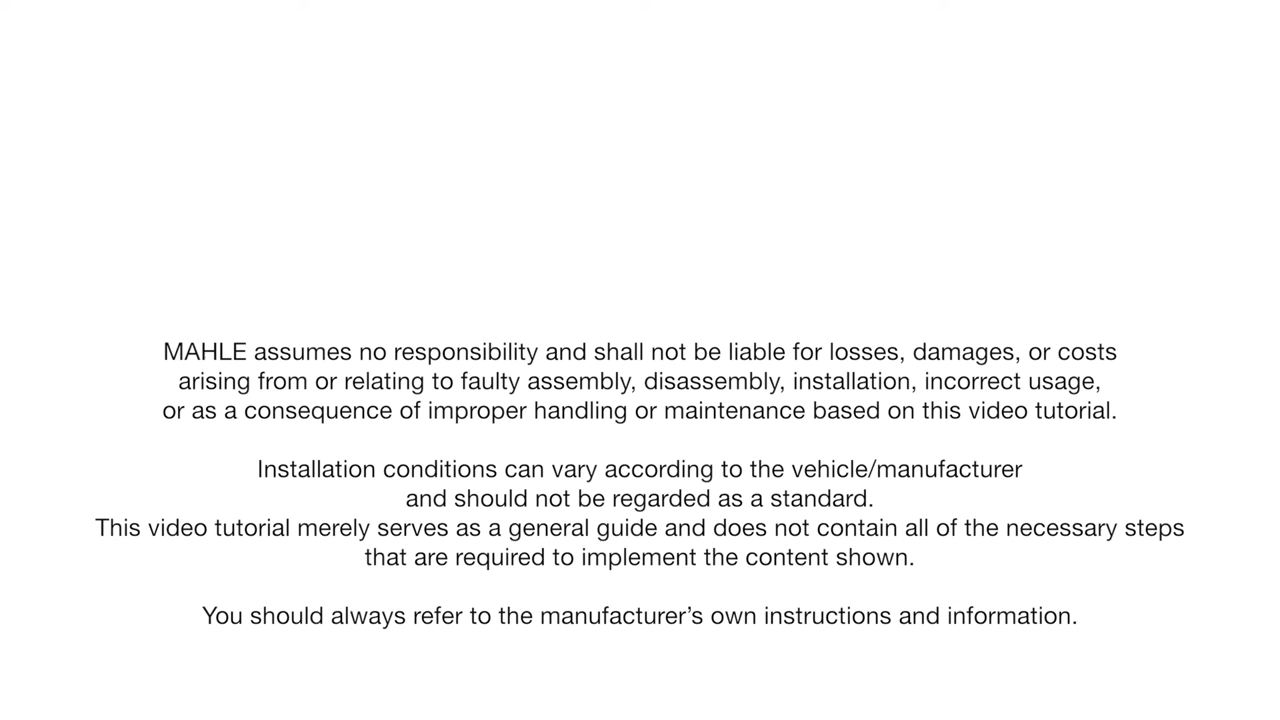 MAHLE assumes no responsibility and shall not be liable for losses, damages, or costs
arising from or relating to faulty assembly, disassembly, installation, incorrect usage,
or as a consequence of improper handling or maintenance based on this video tutorial.
Installation conditions can vary according to the vehicle/manufacturer
and should not be regarded as a standard.
This video tutorial merely serves as a general guide and does not contain all of the necessary steps
that are required to implement the content shown.
You should always refer to the manufacturer’s own instructions and information.